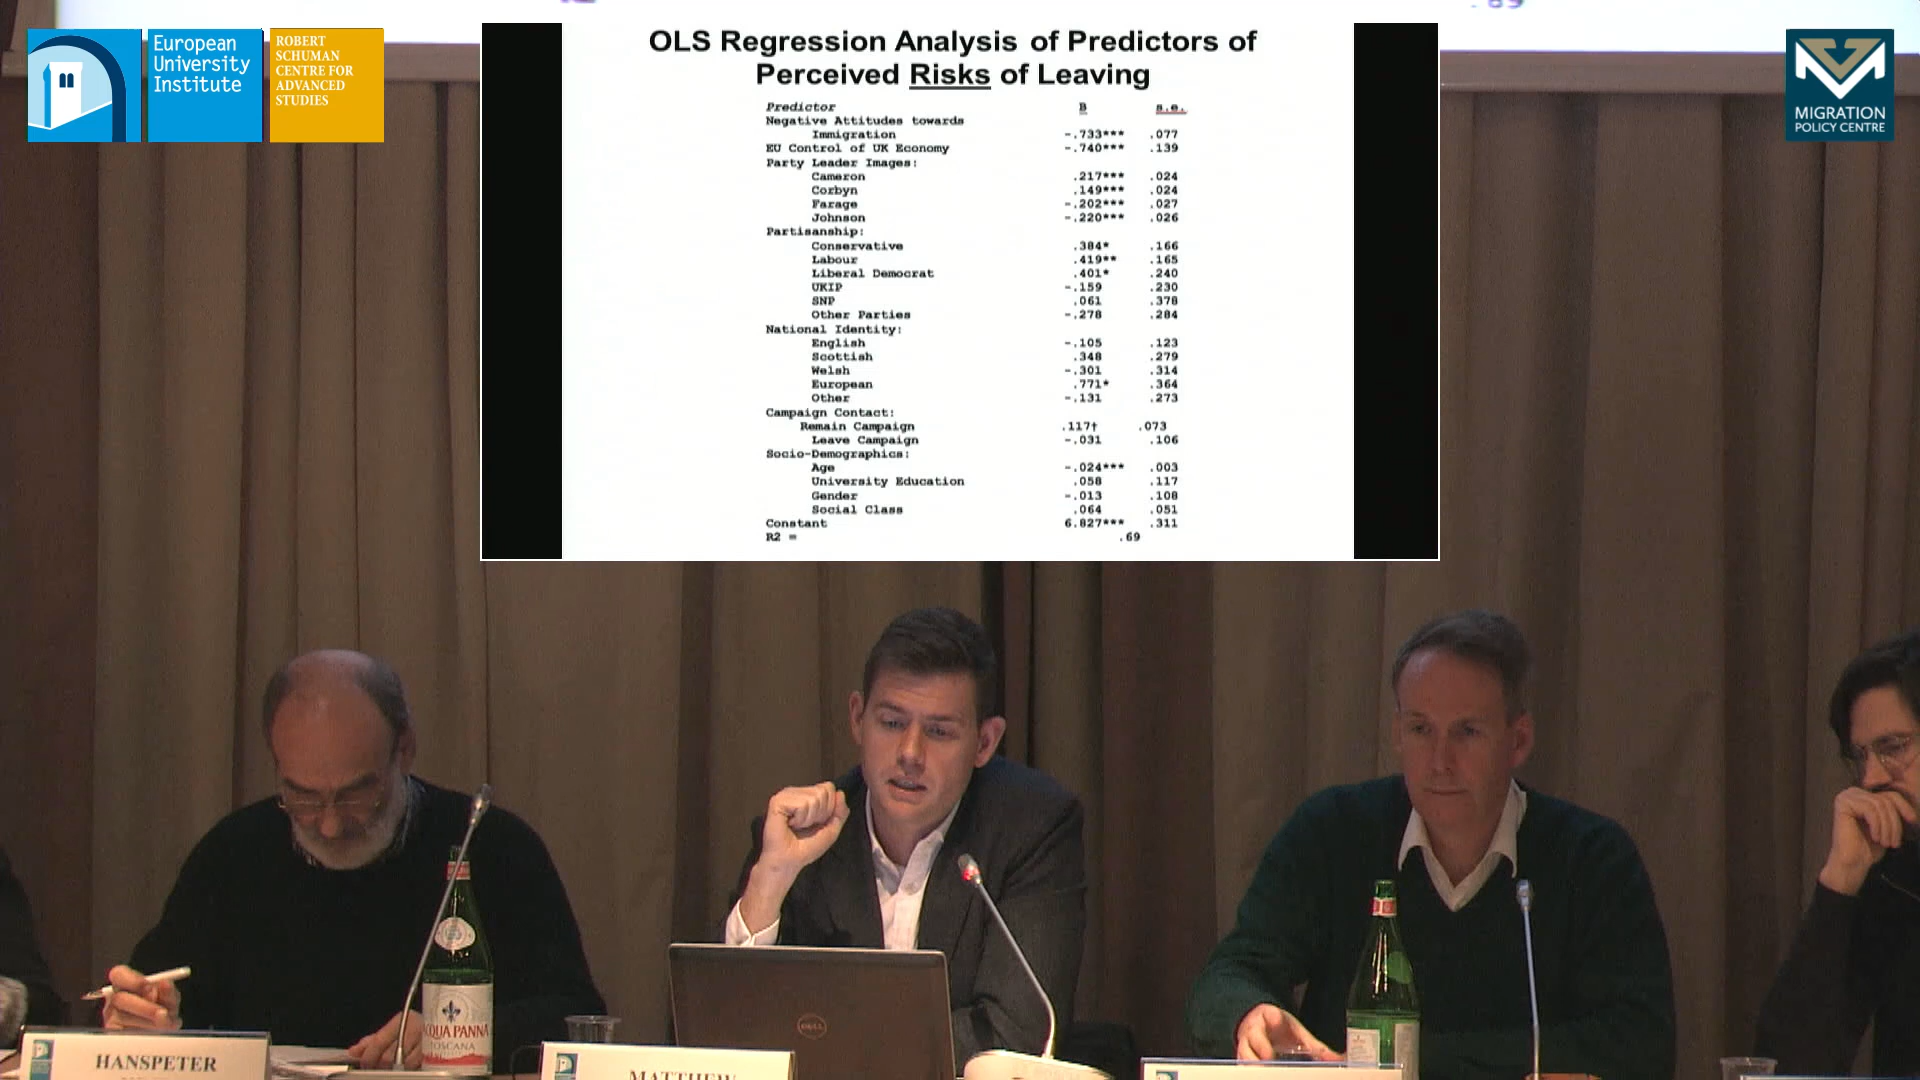 European
University
Institute
ROBERT
SCHUMAN
CENTRE FOR
ADVANCED
STUDIES
OLS Regression Analysis of Predictors of
Perceived Risks of Leaving
Predictor B s.e.
Negative Attitudes towards
Immigration -.733*** .077
EU Control of UK Economy -.740*** .139
Party Leader Images:
Cameron .217*** .024
Corbyn .149*** .024
Farage -.202*** .027
Johnson -.220*** .026
Partisanship:
Conservative .384* .166
Labour .419** .165
Liberal Democrat .401* .240
UKIP -.159 .230
SNP .061 .378
Other Parties -.278 .284
National Identity:
English -.105 .123
Scottish .348 .279
Welsh -.301 .314
European .771* .364
Other -.131 .273
Campaign Contact:
Remain Campaign .117† .073
Leave Campaign -.031 .106
Socio-Demographics:
Age -.024*** .003
University Education .058 .117
Gender -.013 .108
Social Class .064 .051
Constant 6.827*** .311
R2 = .69
MIGRATION
POLICY CENTRE
.69
ACQUA PANNA
TOSCANA
DELL
HANSPETER
MATTHEW